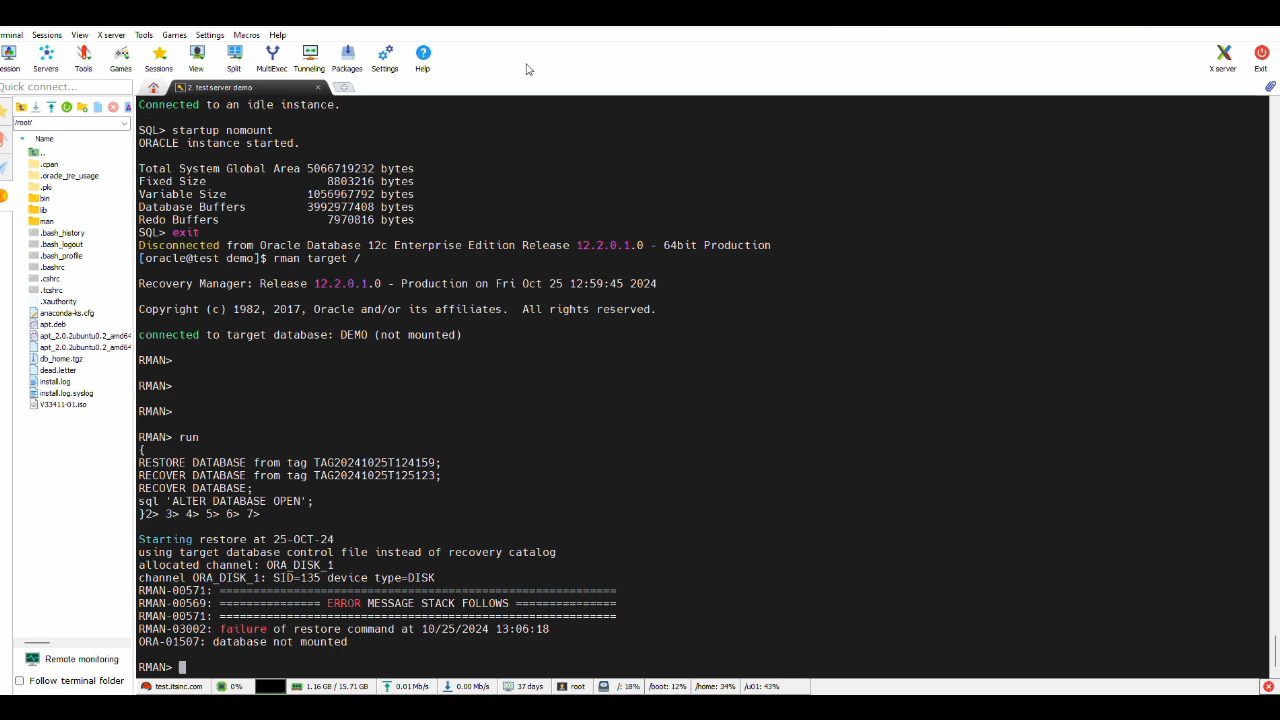 rminal Sessions View X server Tools Games Settings Macros Help
ession Servers Tools Games Sessions View Split MultiExec Tunneling Packages Settings Help X server Exit
Quick connect...
2. test server demo
/root/
Name
..
.cpan
.oracle_jre_usage
.pki
bin
lib
man
.bash_history
.bash_logout
.bash_profile
.bashrc
.cshrc
.tcshrc
.Xauthority
anaconda-ks.cfg
apt.deb
apt_2.0.2ubuntu0.2_amd64
apt_2.0.2ubuntu0.2_amd64
db_home.tgz
dead.letter
install.log
install.log.syslog
V33411-01.iso
Remote monitoring
Follow terminal folder
Connected to an idle instance.
SQL> startup nomount
ORACLE instance started.
Total System Global Area 5066719232 bytes
Fixed Size 8803216 bytes
Variable Size 1056967792 bytes
Database Buffers 3992977408 bytes
Redo Buffers 7970816 bytes
SQL> exit
Disconnected from Oracle Database 12c Enterprise Edition Release 12.2.0.1.0 - 64bit Production
[oracle@test demo]$ rman target /
Recovery Manager: Release 12.2.0.1.0 - Production on Fri Oct 25 12:59:45 2024
Copyright (c) 1982, 2017, Oracle and/or its affiliates. All rights reserved.
connected to target database: DEMO (not mounted)
RMAN>
RMAN>
RMAN>
RMAN> run
{
RESTORE DATABASE from tag TAG20241025T124159;
RECOVER DATABASE from tag TAG20241025T125123;
RECOVER DATABASE;
sql 'ALTER DATABASE OPEN';
}2> 3> 4> 5> 6> 7>
Starting restore at 25-OCT-24
using target database control file instead of recovery catalog
allocated channel: ORA_DISK_1
channel ORA_DISK_1: SID=135 device type=DISK
RMAN-00571: ===========================================================
RMAN-00569: =============== ERROR MESSAGE STACK FOLLOWS ===============
RMAN-00571: ===========================================================
RMAN-03002: failure of restore command at 10/25/2024 13:06:18
ORA-01507: database not mounted
RMAN>
test.itsinc.com 0% 1.16 GB / 15.71 GB 0.01 Mb/s 0.00 Mb/s 37 days root /: 18% /boot: 12% /home: 34% /u01: 43%